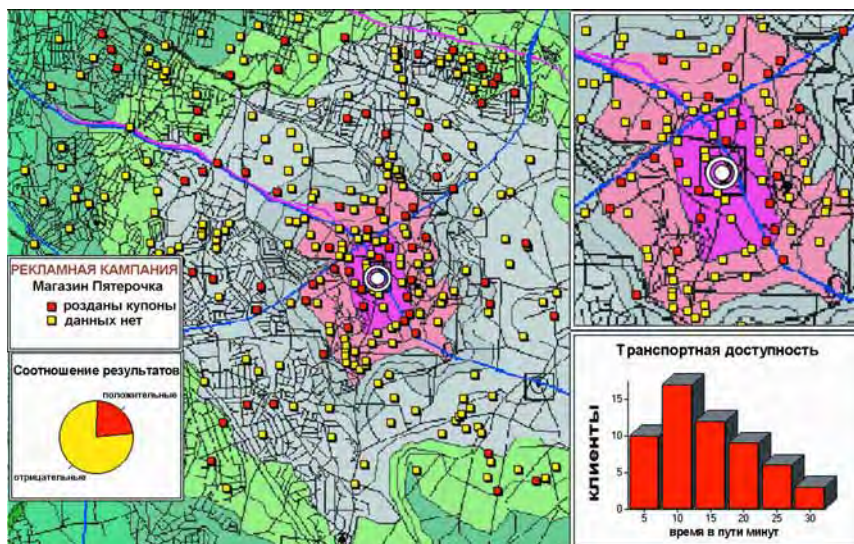 РЕКЛАМНАЯ КАМПАНИЯ
Магазин Пятерочка
розданы купоны
данных нет
Соотношение результатов
положительные
отрицательные
Транспортная доступность
клиенты
15
10
5
0
5 10 15 20 25 30
время в пути минут